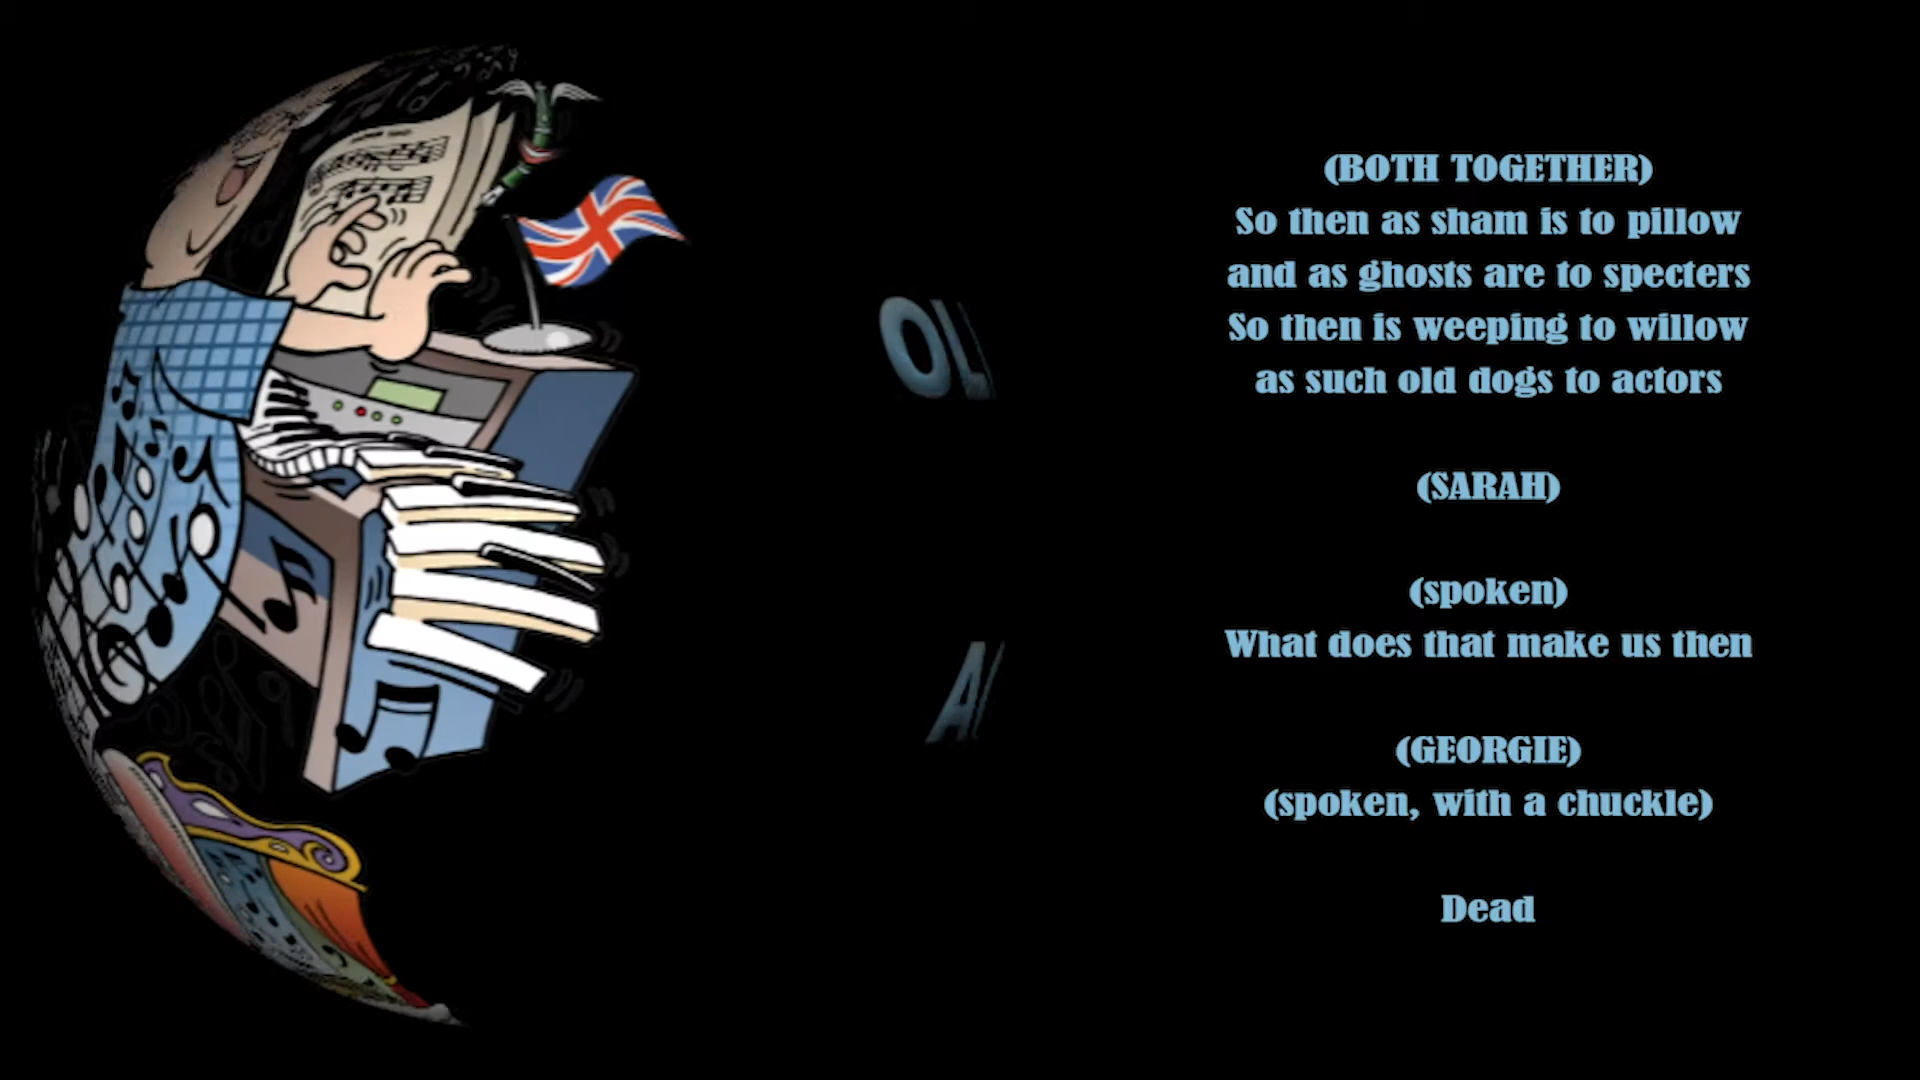 OL
A
(BOTH TOGETHER)
So then as sham is to pillow
and as ghosts are to specters
So then is weeping to willow
as such old dogs to actors
(SARAH)
(spoken)
What does that make us then
(GEORGIE)
(spoken, with a chuckle)
Dead